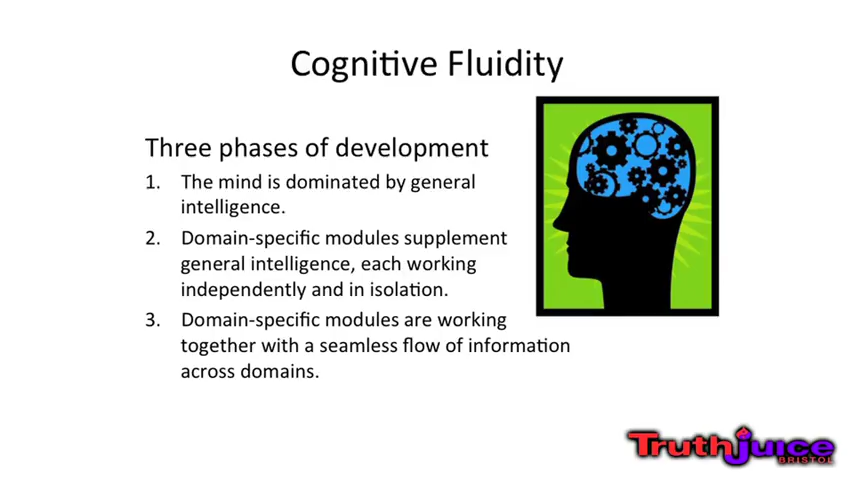 Cognitive Fluidity
Three phases of development
1. The mind is dominated by general
intelligence.
2. Domain-specific modules supplement
general intelligence, each working
independently and in isolation.
3. Domain-specific modules are working
together with a seamless flow of information
across domains.
Truthjuice
BRISTOL